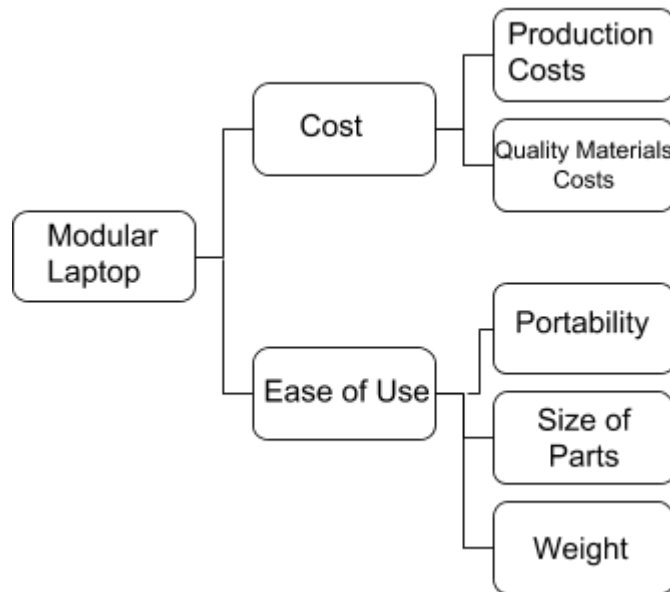 Modular
Laptop
Cost
Production
Costs
Quality Materials
Costs
Ease of Use
Portability
Size of
Parts
Weight